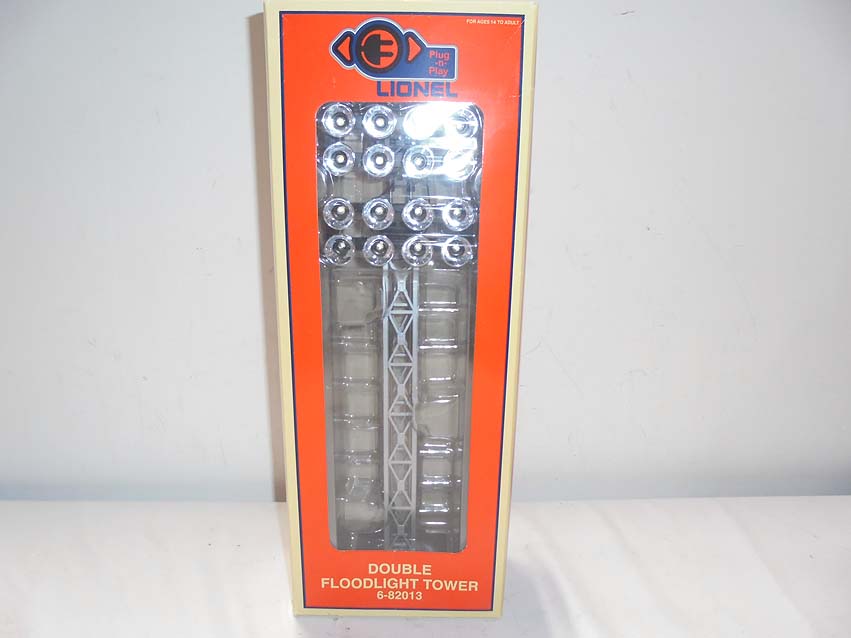 FOR AGES 14 TO ADULT
Plug
-n-
Play
LIONEL
DOUBLE
FLOODLIGHT TOWER
6-82013